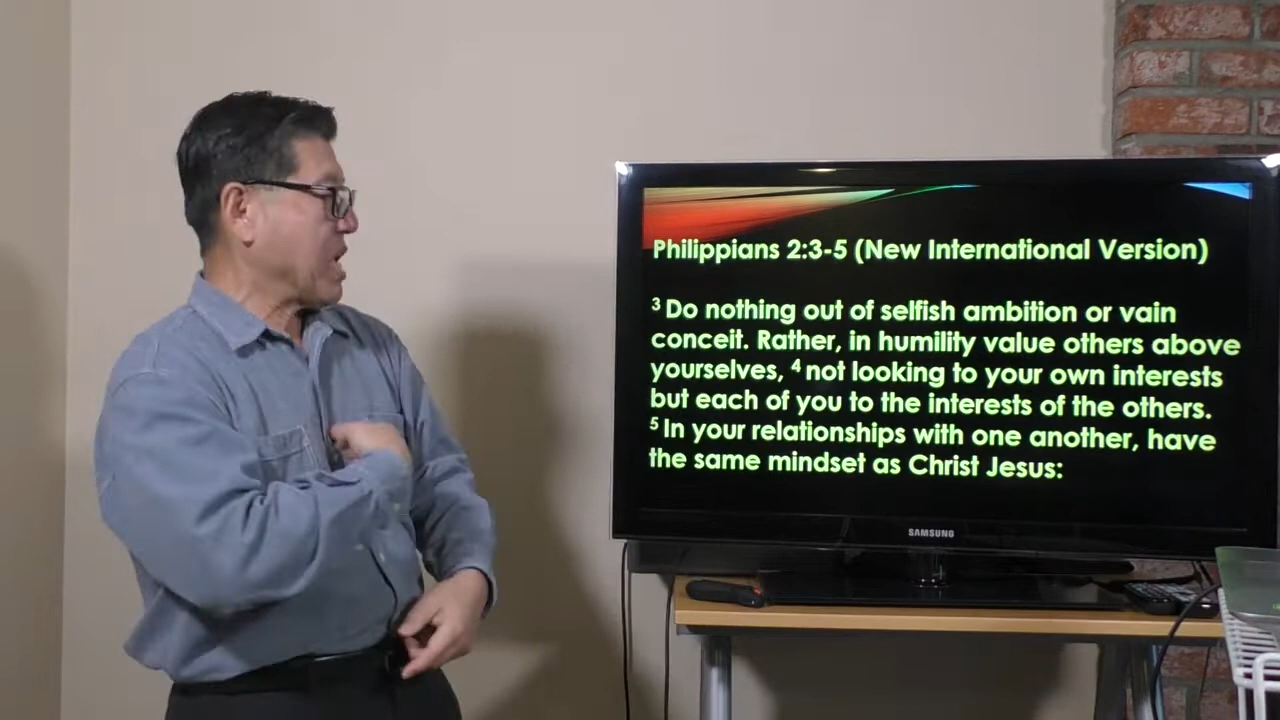 Philippians 2:3-5 (New International Version)
3 Do nothing out of selfish ambition or vain
conceit. Rather, in humility value others above
yourselves, 4 not looking to your own interests
but each of you to the interests of the others.
5 In your relationships with one another, have
the same mindset as Christ Jesus:
SAMSUNG